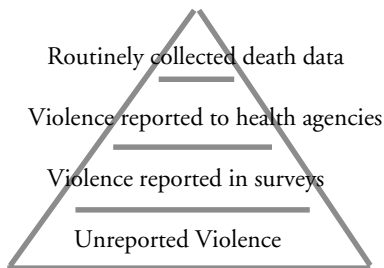 Routinely collected death data
Violence reported to health agencies
Violence reported in surveys
Unreported Violence